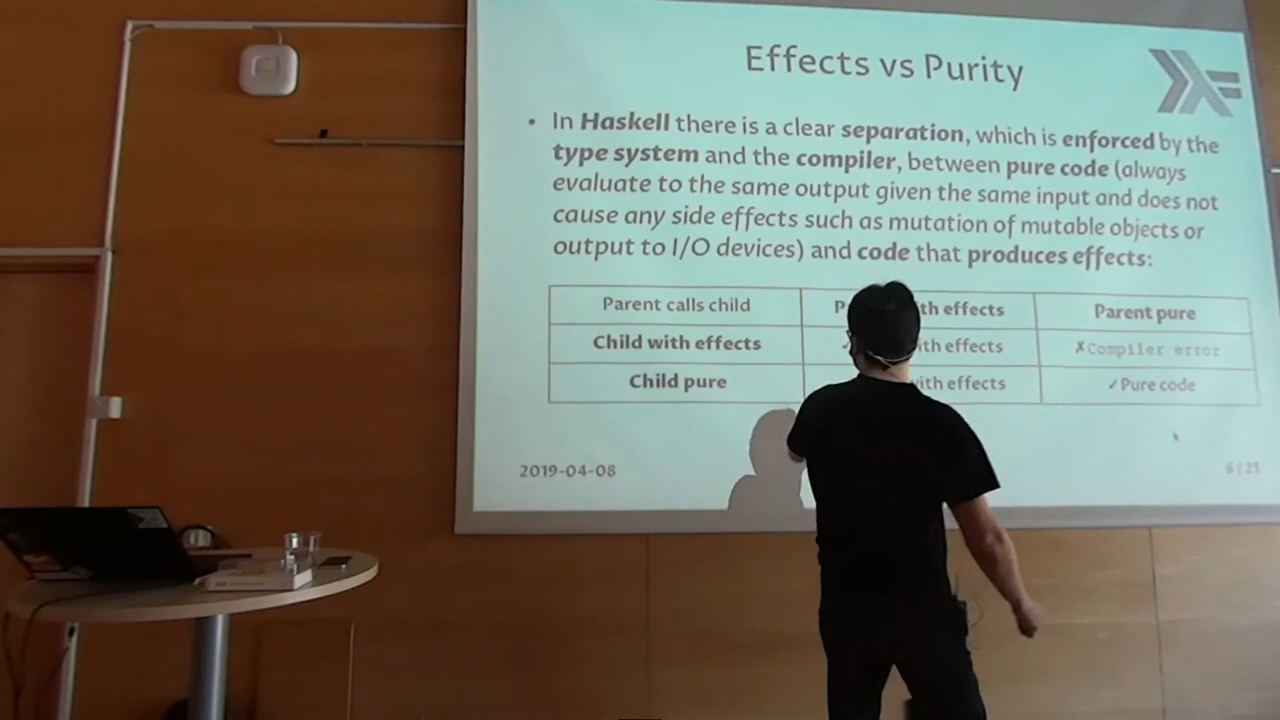 Effects vs Purity
• In Haskell there is a clear separation, which is enforced by the
type system and the compiler, between pure code (always
evaluate to the same output given the same input and does not
cause any side effects such as mutation of mutable objects or
output to I/O devices) and code that produces effects:
Parent calls child th effects Parent pure
Child with effects ith effects ✗Compiler error
Child pure with effects ✓Pure code
2019-04-08 6 / 25